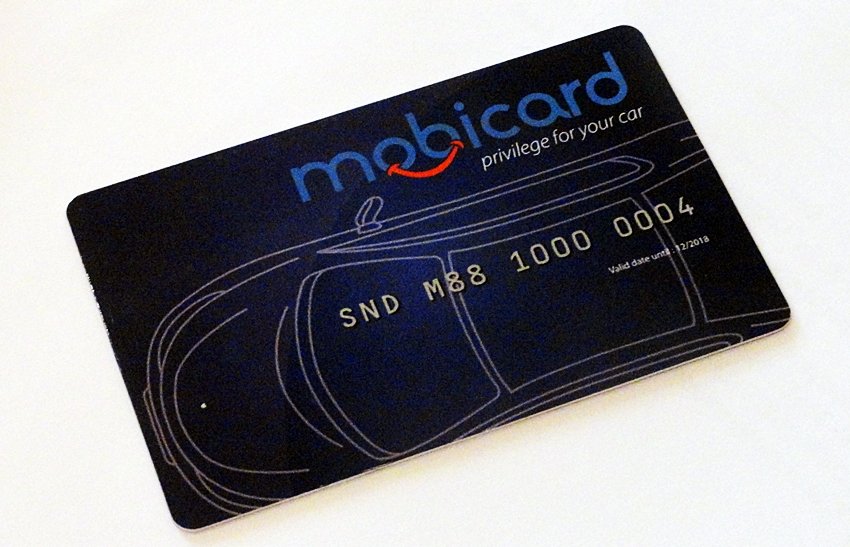 mobicard
privilege for your car
SND M88 1000 0004
Valid date until : 12/2018